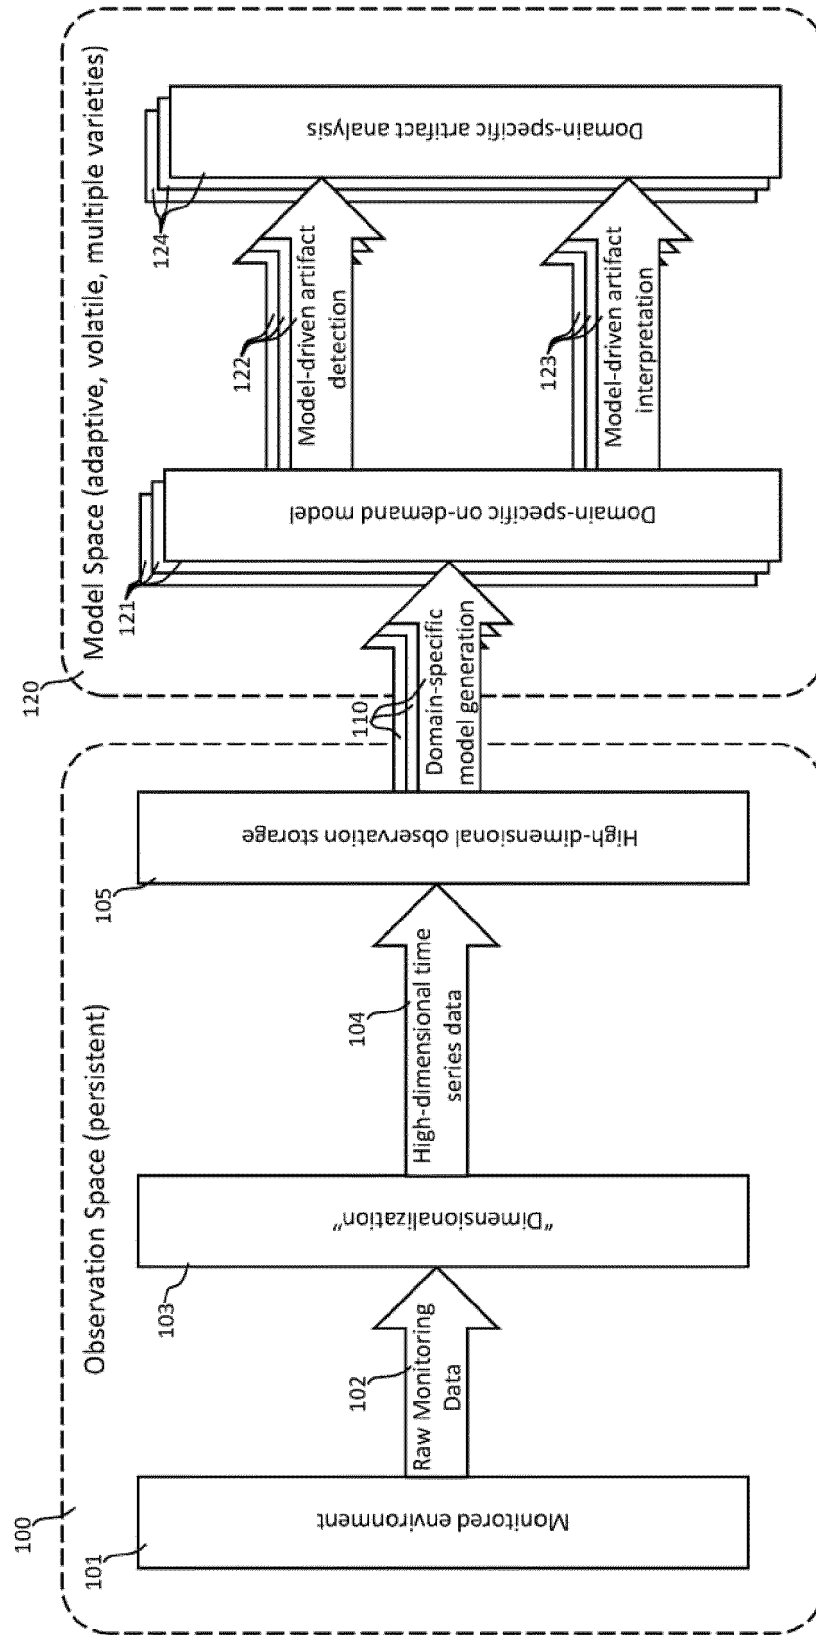 100
Observation Space (persistent)
101
Monitored environment
102
Raw Monitoring
Data
103
“Dimensionalization”
104
High-dimensional time
series data
105
High-dimensional observation storage
110
Domain-specific
model generation
120
Model Space (adaptive, volatile, multiple varieties)
121
Domain-specific on-demand model
122
Model-driven artifact
detection
123
Model-driven artifact
interpretation
124
Domain-specific artifact analysis